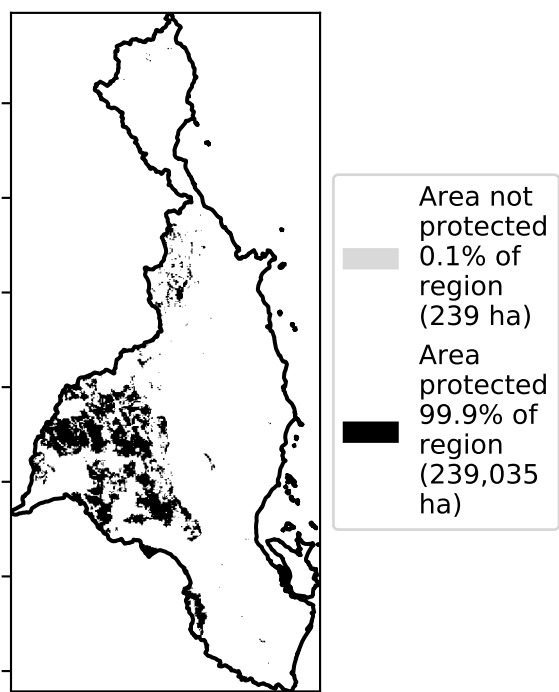 Area not
protected
0.1% of
region
(239 ha)
Area
protected
99.9% of
region
(239,035
ha)